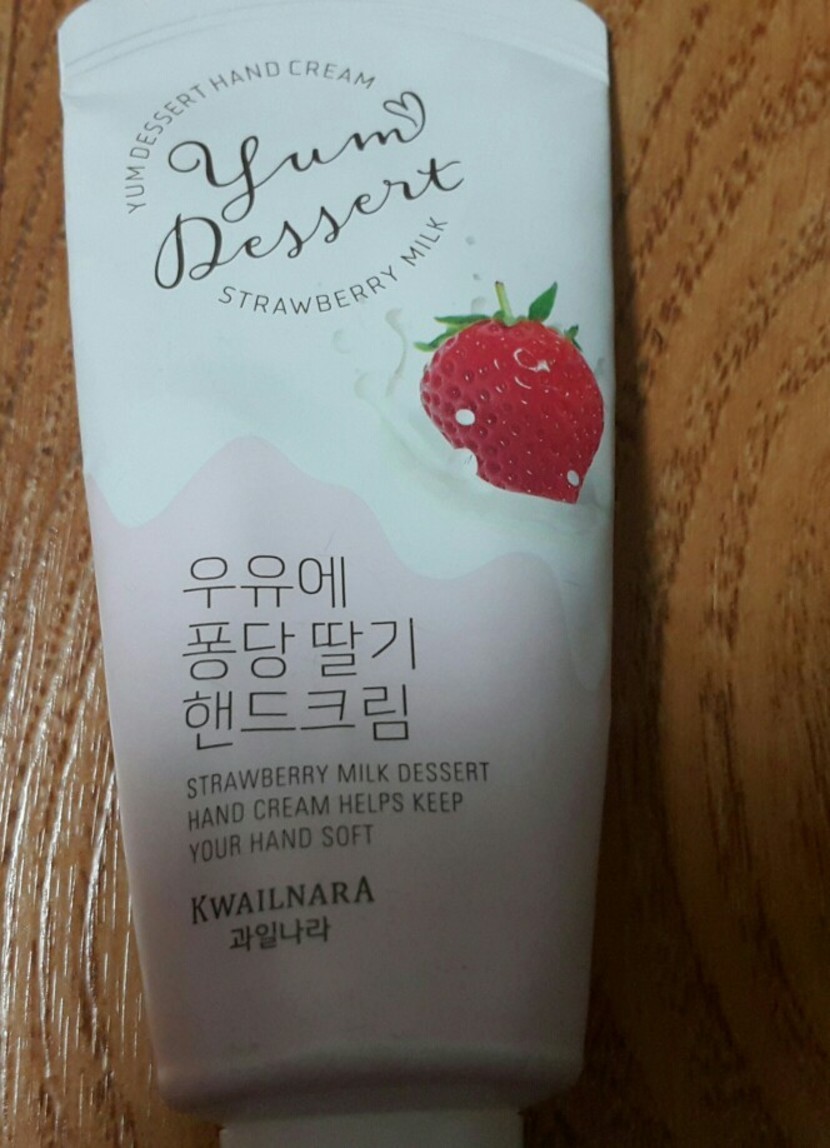 YUM DESSERT HAND CREAM
Yum
Dessert
STRAWBERRY MILK
우유에
퐁당 딸기
핸드크림
STRAWBERRY MILK DESSERT
HAND CREAM HELPS KEEP
YOUR HAND SOFT
KWAILNARA
과일나라